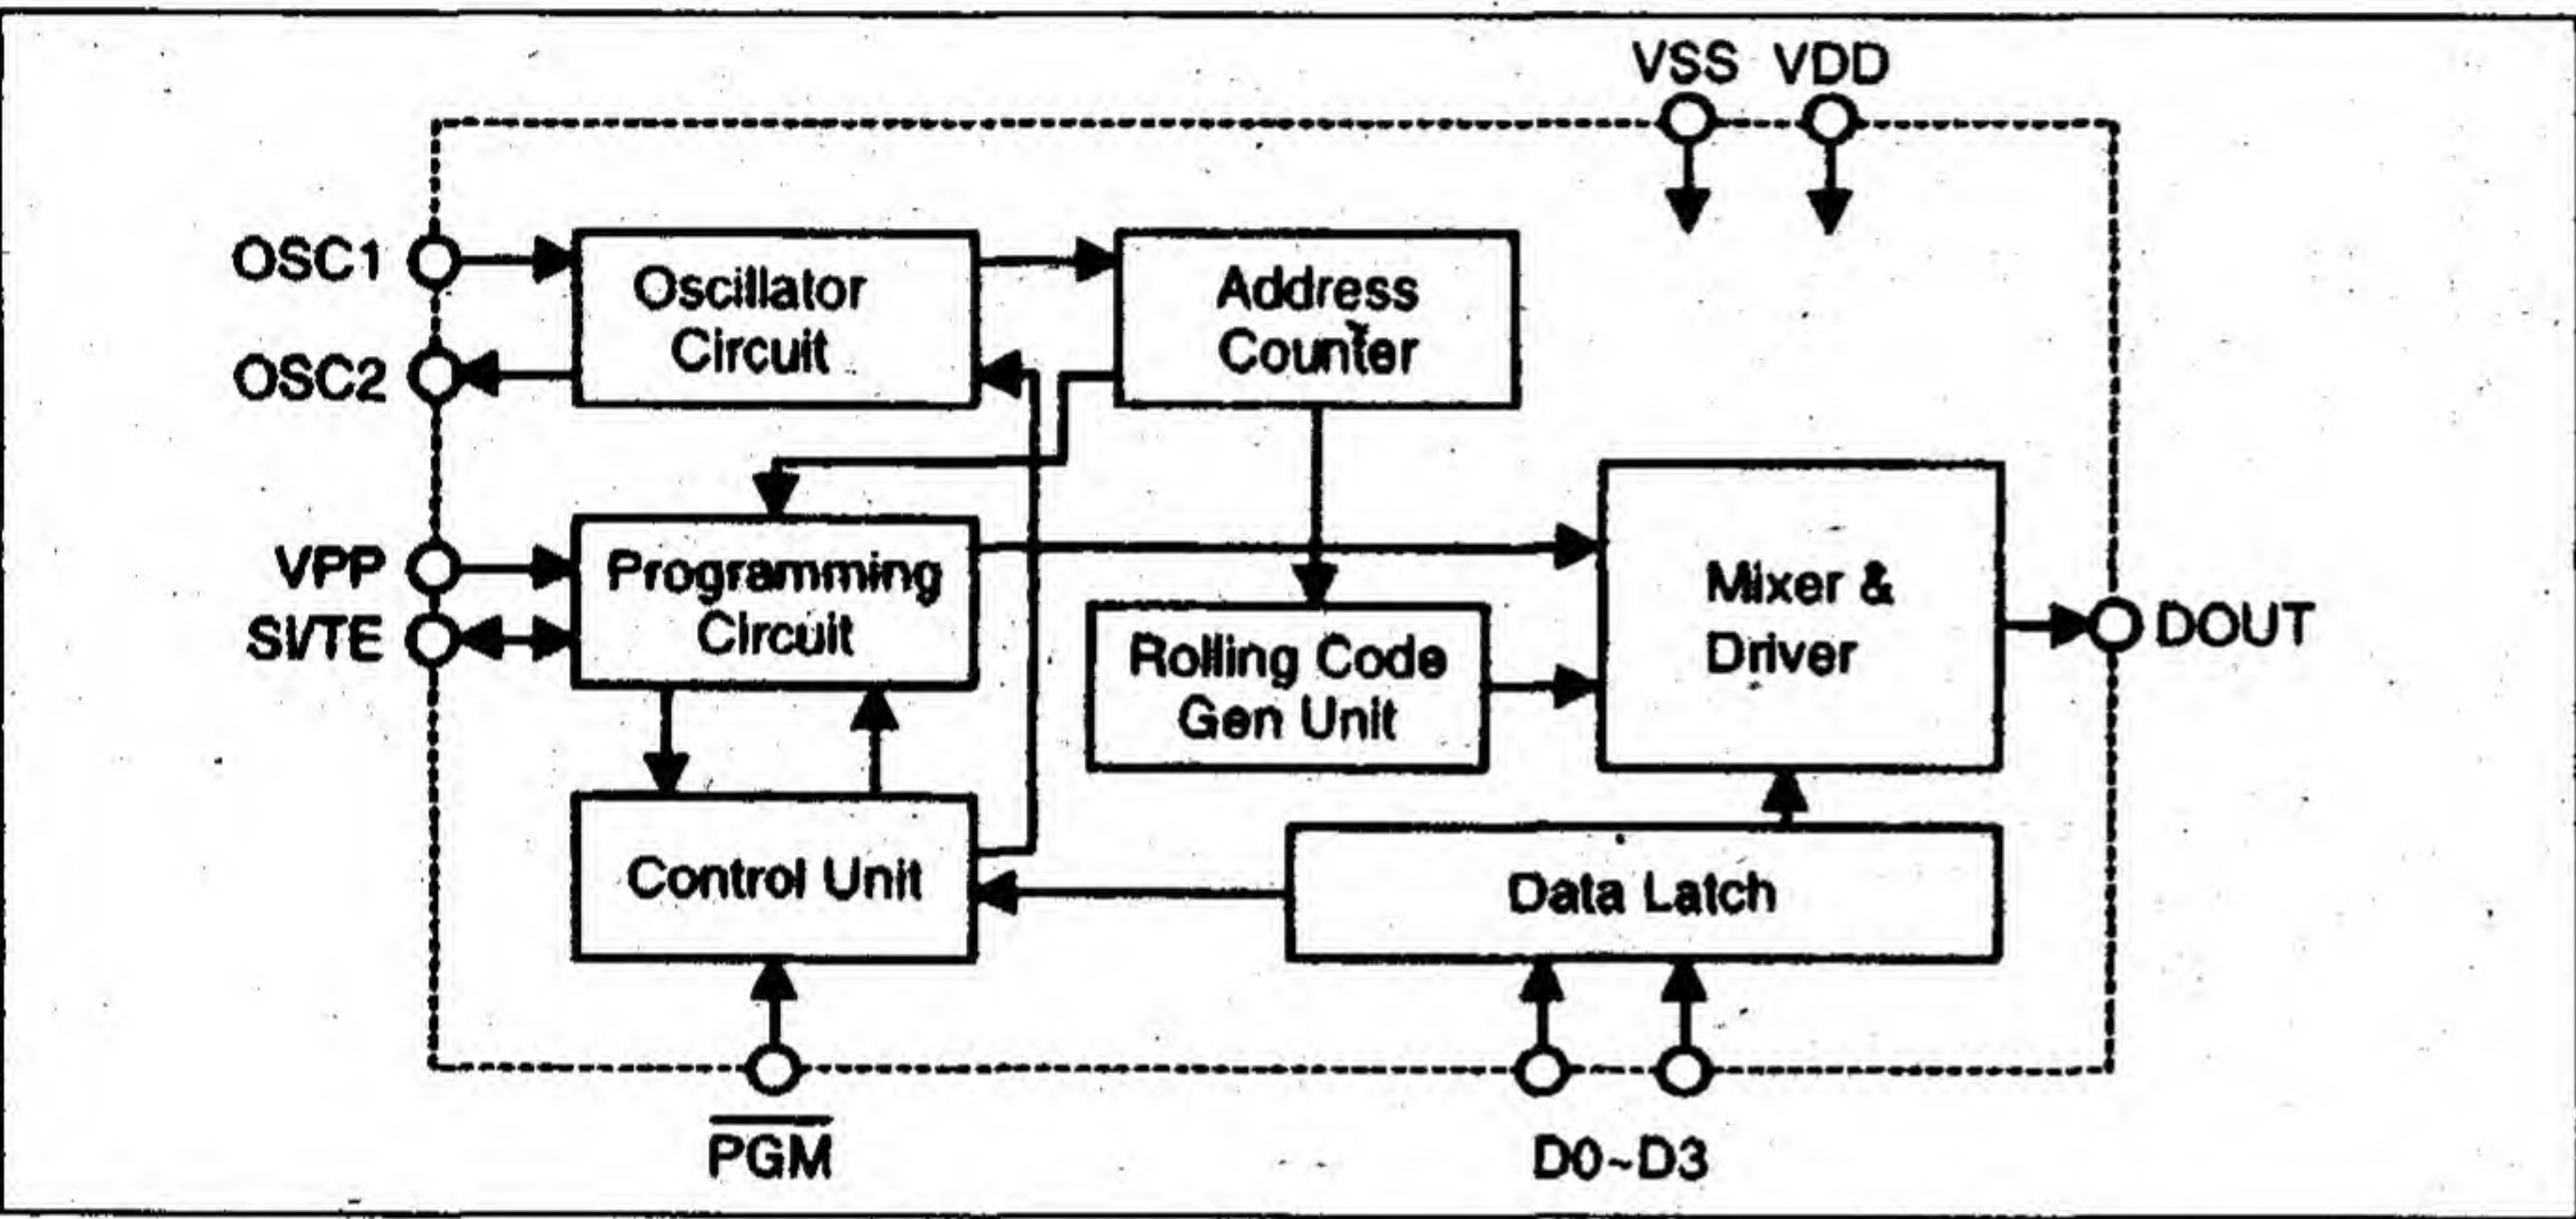 VSS VDD
OSC1
Oscillator
Circuit
Address
Counter
OSC2
VPP
Programming
Circuit
SI/TE
Mixer &
Driver
DOUT
Rolling Code
Gen Unit
Control Unit
Data Latch
PGM
D0~D3